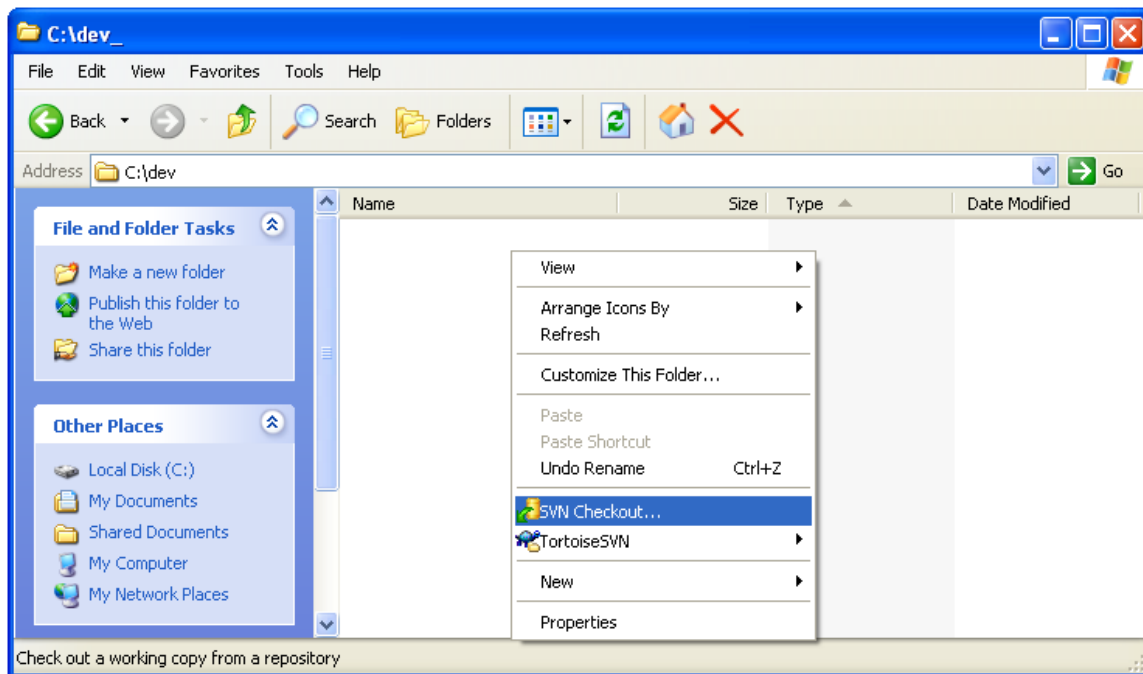 C:\dev_
File Edit View Favorites Tools Help
Back Search Folders
Address C:\dev Go
File and Folder Tasks
Make a new folder
Publish this folder to
the Web
Share this folder
Other Places
Local Disk (C:)
My Documents
Shared Documents
My Computer
My Network Places
Name Size Type Date Modified
View
Arrange Icons By
Refresh
Customize This Folder...
Paste
Paste Shortcut
Undo Rename Ctrl+Z
SVN Checkout...
TortoiseSVN
New
Properties
Check out a working copy from a repository